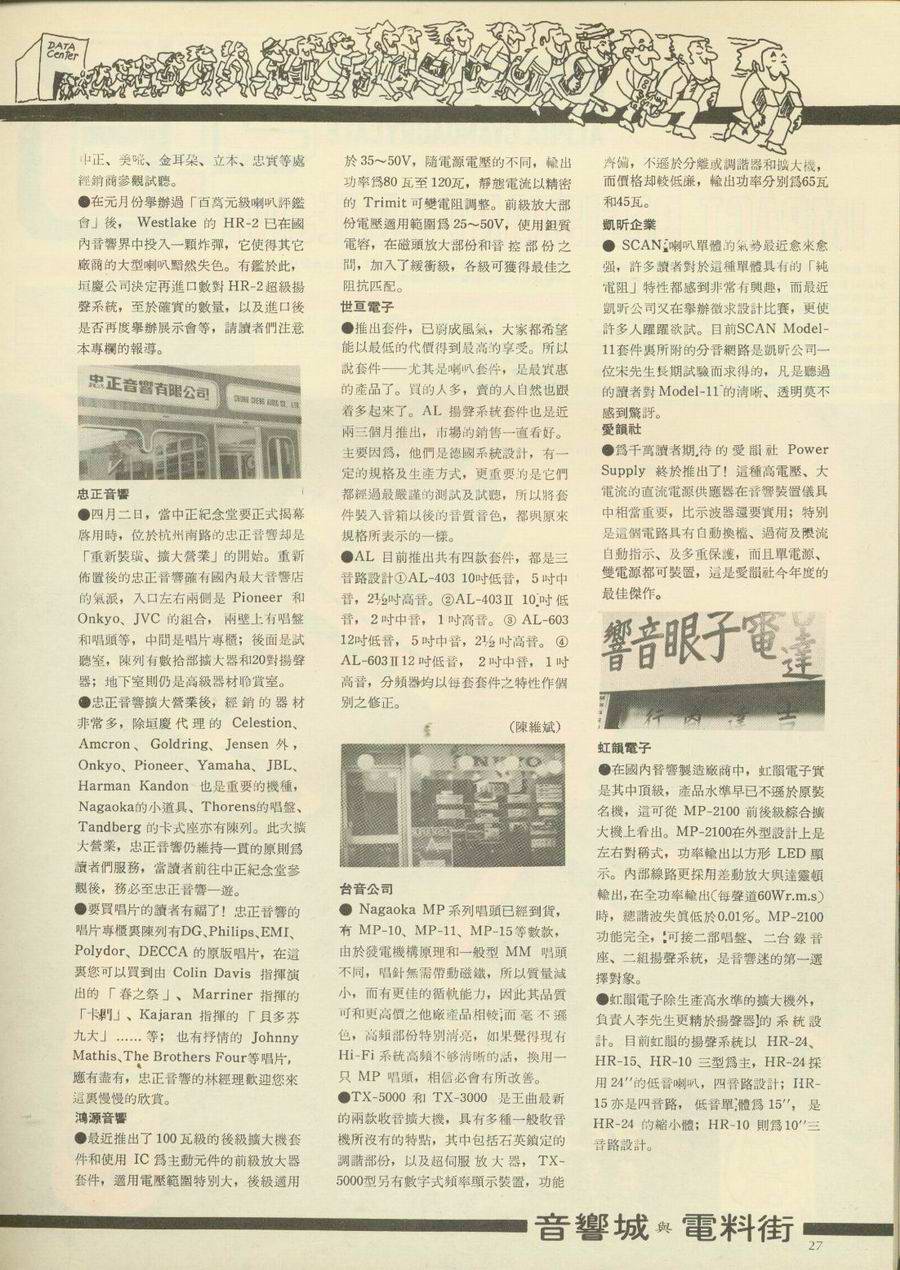 DATA
Center
中正、美吔、金耳朶、立本、忠實等處
經銷商參觀試聽。
●在元月份舉辦過「百萬元級喇叭評鑑
會」後， Westlake 的 HR-2 已在國
內音響界中投入一顆炸彈，它使得其它
廠商的大型喇叭黯然失色。有鑑於此，
垣慶公司決定再進口數對 HR-2 超級揚
聲系統，至於確實的數量，以及進口後
是否再度擧辦展示會等，請讀者們注意
本專欄的報導。
忠正音響有限公司
CHUNG CHENG AUDIO CO. LTD.
忠正音響
●四月二日，當中正紀念堂要正式揭幕
啓用時，位於杭州南路的忠正音響却是
「重新裝璜、擴大營業」的開始。重新
佈置後的忠正音響確有國內最大音響店
的氣派，入口左右兩側是 Pioneer 和
Onkyo、JVC 的組合， 兩壁上有唱盤
和唱頭等，中間是唱片專櫃；後面是試
聽室，陳列有數拾部擴大器和20對揚聲
器；地下室則仍是高級器材聆賞室。
●忠正音響擴大營業後，經銷的器材
非常多，除垣慶代理的 Celestion、
Amcron、Goldring、Jensen 外，
Onkyo、Pioneer、Yamaha、JBL、
Harman Kandon 也是重要的機種，
Nagaoka的小道具、Thorens的唱盤、
Tandberg 的卡式座亦有陳列。此次擴
大營業，忠正音響仍維持一貫的原則爲
讀者們服務，當讀者前往中正紀念堂參
觀後，務必至忠正音響一遊。
●要買唱片的讀者有福了！忠正音響的
唱片專櫃裏陳列有DG、Philips、EMI、
Polydor、DECCA 的原版唱片，在這
裏您可以買到由 Colin Davis 指揮演
出的「春之祭」、Marriner 指揮的
「卡門」、Kajaran 指揮的「貝多芬
九大」……等；也有抒情的 Johnny
Mathis、The Brothers Four等唱片，
應有盡有，忠正音響的林經理歡迎您來
這裏慢慢的欣賞。
鴻源音響
●最近推出了 100 瓦級的後級擴大機套
件和使用 IC 爲主動元件的前級放大器
套件，適用電壓範圍特別大，後級適用
於 35～50V，隨電源電壓的不同，輸出
功率爲80 瓦至 120瓦，靜態電流以精密
的 Trimit 可變電阻調整。前級放大部
份電壓適用範圍爲 25～50V，使用鉭質
電容，在磁頭放大部份和音控部份之
間，加入了緩衝級，各級可獲得最佳之
阻抗匹配。
世亘電子
●推出套件，已蔚成風氣，大家都希望
能以最低的代價得到最高的享受。所以
說套件——尤其是喇叭套件，是最實惠
的產品了。買的人多，賣的人自然也跟
着多起來了。AL 揚聲系統套件也是近
兩三個月推出，市場的銷售一直看好。
主要因爲，他們是德國系統設計，有一
定的規格及生產方式，更重要的是它們
都經過最嚴謹的測試及試聽，所以將套
件裝入音箱以後的音質音色，都與原來
規格所表示的一樣。
●AL 目前推出共有四款套件，都是三
音路設計①AL-403 10吋低音， 5 吋中
音，2½吋高音。②AL-403Ⅱ 10 吋低
音， 2 吋中音， 1 吋高音。③ AL-603
12吋低音， 5 吋中音，2½ 吋高音。④
AL-603Ⅱ12 吋低音， 2 吋中音， 1 吋
高音，分頻器均以每套套件之特性作個
別之修正。
（陳維斌）
ONKYO
台音公司
● Nagaoka MP 系列唱頭已經到貨，
有 MP-10、MP-11、MP-15等數款，
由於發電機構原理和一般型 MM 唱頭
不同，唱針無需帶動磁鐵，所以質量減
小，而有更佳的循軌能力，因此其品質
可和更高價之他廠產品相較；而毫不遜
色，高頻部份特別淸亮，如果覺得現有
Hi-Fi 系統高頻不够清晰的話，換用一
只 MP 唱頭，相信必會有所改善。
●TX-5000 和 TX-3000 是王曲最新
的兩款收音擴大機，具有多種一般收音
機所沒有的特點，其中包括石英鎖定的
調諧部份，以及超伺服放大器， TX-
5000型另有數字式頻率顯示裝置，功能
齊備，不遜於分離或調諧器和擴大機，
而價格却較低廉，輸出功率分別爲65瓦
和45瓦。
凱昕企業
● SCAN 喇叭單體的氣勢最近愈來愈
强，許多讀者對於這種單體具有的「純
電阻」特性都感到非常有興趣，而最近
凱昕公司又在舉辦徵求設計比賽，更使
許多人躍躍欲試。目前SCAN Model-
11套件裏所附的分音網路是凱昕公司一
位宋先生長期試驗而求得的，凡是聽過
的讀者對 Model-11 的清晰、透明莫不
感到驚訝。
愛韻社
●爲千萬讀者期待的愛韻社 Power
Supply 終於推出了！這種高電壓、大
電流的直流電源供應器在音響裝置儀具
中相當重要，比示波器還要實用；特別
是這個電路具有自動換檔、過荷及限流
自動指示、及多重保護，而且單電源、
雙電源都可裝置，這是愛韻社今年度的
最佳傑作。
響音眼子電
達
行內達吉
虹韻電子
●在國內音響製造廠商中，虹韻電子實
是其中頂級，產品水準早已不遜於原裝
名機，這可從 MP-2100 前後級綜合擴
大機上看出。MP-2100在外型設計上是
左右對稱式，功率輸出以方形 LED 顯
示。內部線路更採用差動放大與達靈頓
輸出，在全功率輸出（每聲道60Wr.m.s）
時，總諧波失眞低於0.01%。MP-2100
功能完全，可接二部唱盤、二台錄音
座、二組揚聲系統，是音響迷的第一選
擇對象。
●虹韻電子除生產高水準的擴大機外，
負責人李先生更精於揚聲器的系統設
計。目前虹韻的揚聲系統以 HR-24、
HR-15、HR-10 三型爲主，HR-24 採
用 24″的低音喇叭，四音路設計；HR-
15 亦是四音路， 低音單體爲 15″， 是
HR-24 的縮小體；HR-10 則爲10″三
音路設計。
音響城與電料街
27